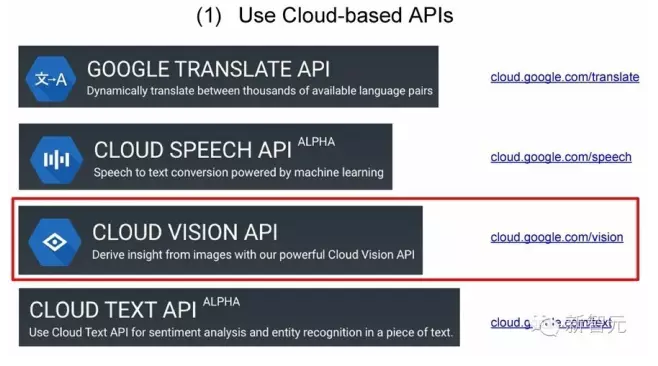 (1) Use Cloud-based APIs
文→A
GOOGLE TRANSLATE API
Dynamically translate between thousands of available language pairs
cloud.google.com/translate
CLOUD SPEECH API ALPHA
Speech to text conversion powered by machine learning
cloud.google.com/speech
CLOUD VISION API
Derive insight from images with our powerful Cloud Vision API
cloud.google.com/vision
CLOUD TEXT API ALPHA
Use Cloud Text API for sentiment analysis and entity recognition in a piece of text.
cloud.google.com/text
新智元